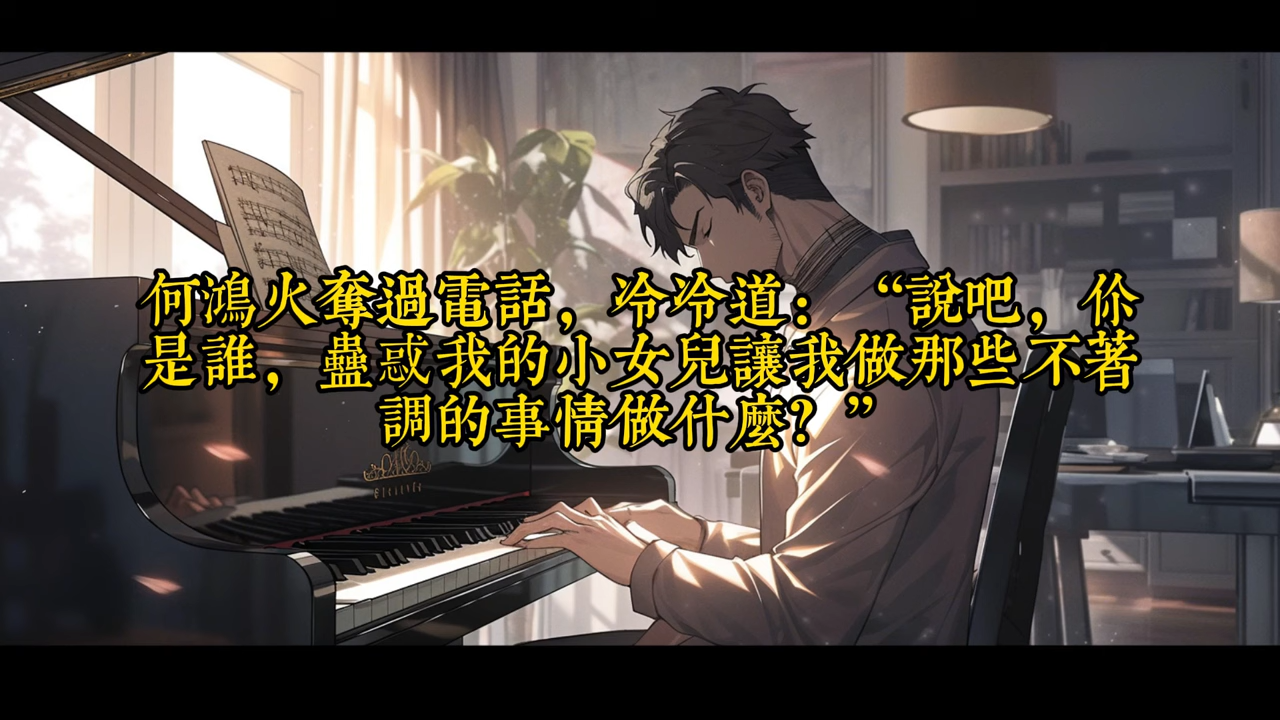 何鴻火奪過電話，冷冷道：“說吧，你
是誰，蠱惑我的小女兒讓我做那些不著
調的事情做什麼？”